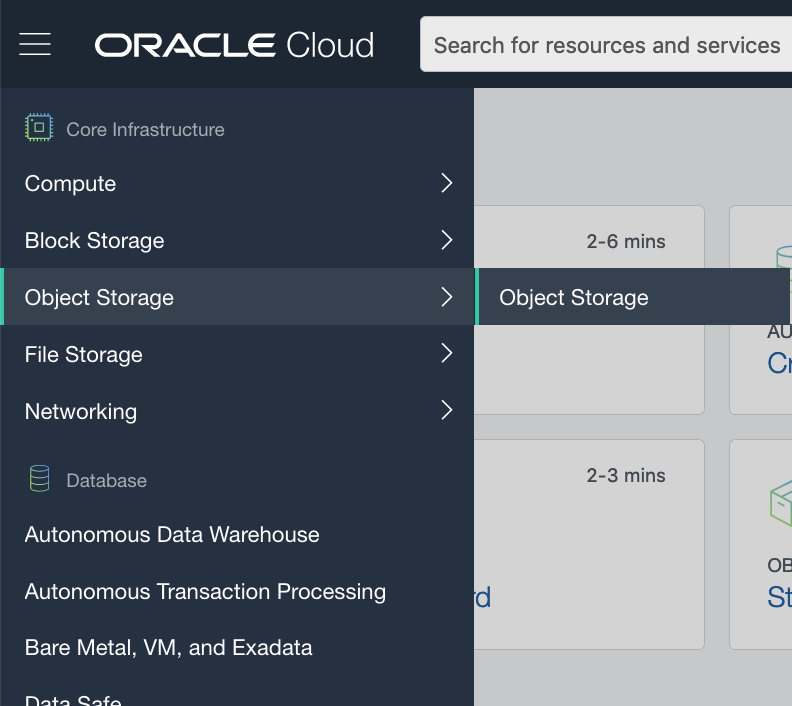 ORACLE Cloud
Search for resources and services
Core Infrastructure
Compute
Block Storage
Object Storage
Object Storage
File Storage
Networking
Database
Autonomous Data Warehouse
Autonomous Transaction Processing
Bare Metal, VM, and Exadata
Data Safe
2-6 mins
AU
Cr
2-3 mins
rd
OB
St